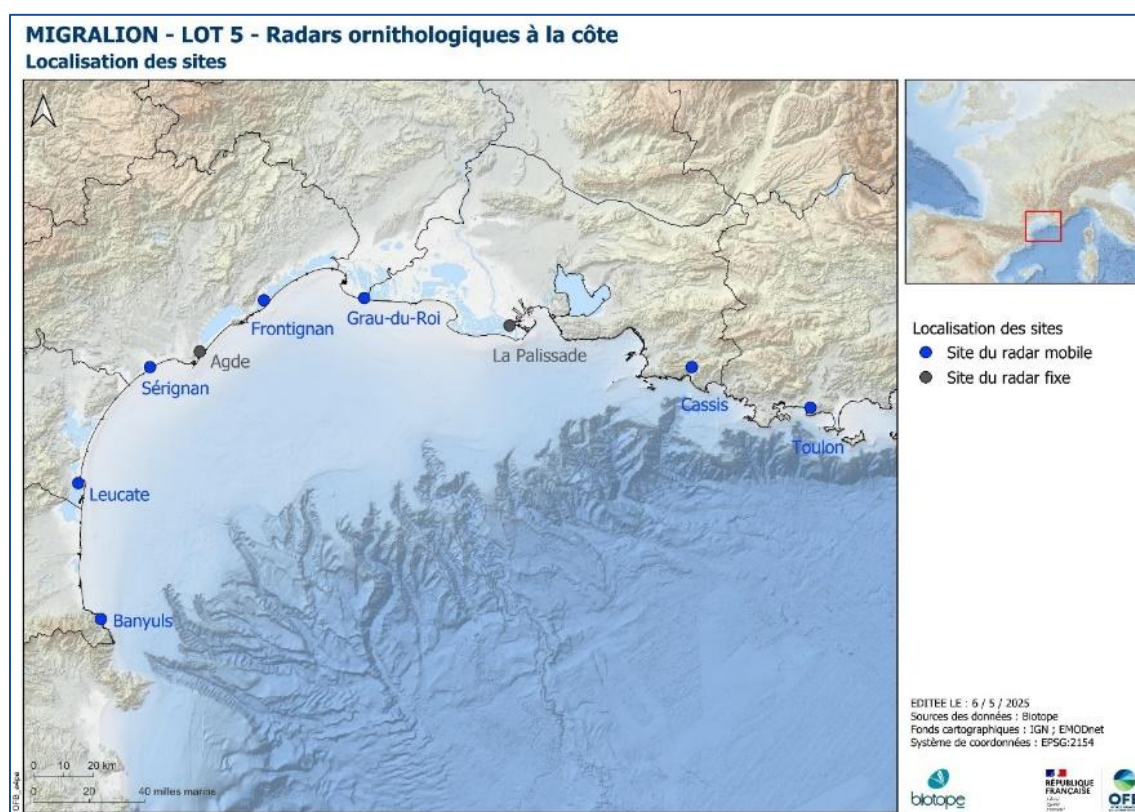 MIGRALION - LOT 5 - Radars ornithologiques à la côte
Localisation des sites
Frontignan
Grau-du-Roi
La Palissade
Agde
Sérignan
Cassis
Toulon
Leucate
Banyuls
Localisation des sites
Site du radar mobile
Site du radar fixe
0 10 20 km
0 20 40 milles marins
EDITEE LE : 6 / 5 / 2025
Sources des données : Biotope
Fonds cartographiques : IGN ; EMODnet
Système de coordonnées : EPSG:2154
biotope
RÉPUBLIQUE
FRANÇAISE
OFB